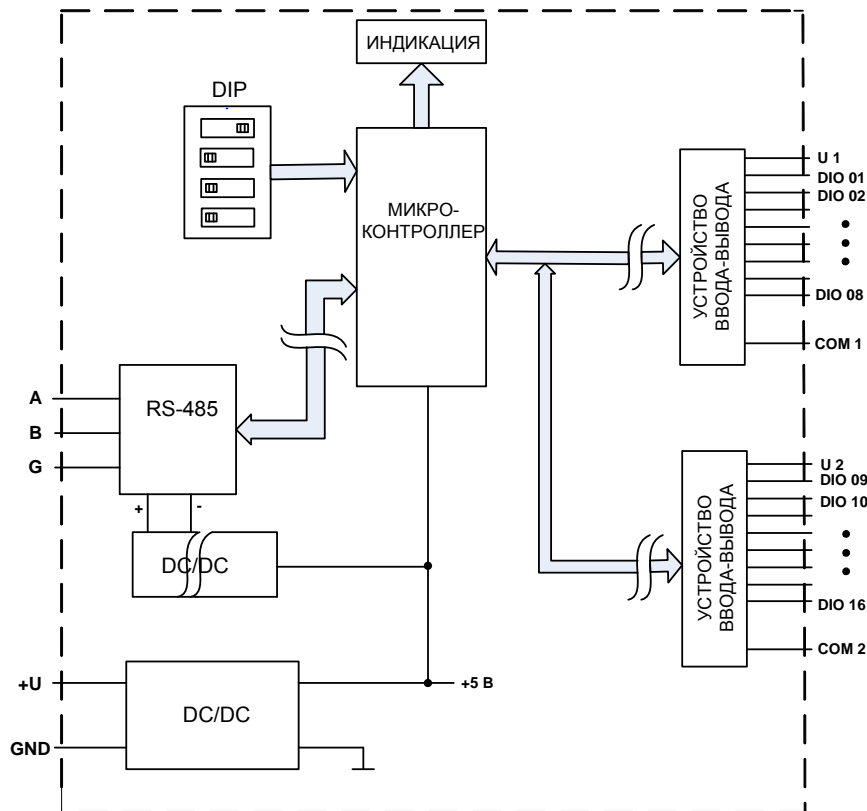 ИНДИКАЦИЯ
DIP
МИКРО-
КОНТРОЛЛЕР
УСТРОЙСТВО
ВВОДА-ВЫВОДА
U 1
DIO 01
DIO 02
DIO 08
COM 1
A
B
G
RS-485
+ -
DC/DC
УСТРОЙСТВО
ВВОДА-ВЫВОДА
U 2
DIO 09
DIO 10
DIO 16
COM 2
+U
GND
DC/DC
+5 В